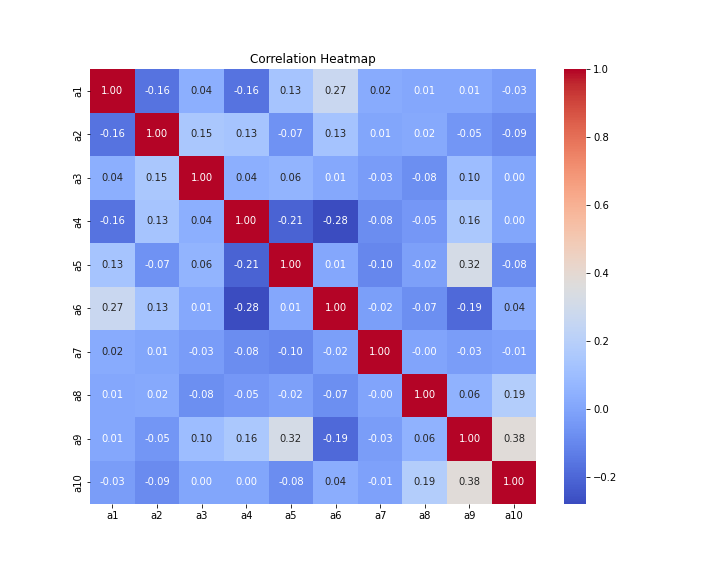 Correlation Heatmap
a1 1.00 -0.16 0.04 -0.16 0.13 0.27 0.02 0.01 0.01 -0.03
a2 -0.16 1.00 0.15 0.13 -0.07 0.13 0.01 0.02 -0.05 -0.09
a3 0.04 0.15 1.00 0.04 0.06 0.01 -0.03 -0.08 0.10 0.00
a4 -0.16 0.13 0.04 1.00 -0.21 -0.28 -0.08 -0.05 0.16 0.00
a5 0.13 -0.07 0.06 -0.21 1.00 0.01 -0.10 -0.02 0.32 -0.08
a6 0.27 0.13 0.01 -0.28 0.01 1.00 -0.02 -0.07 -0.19 0.04
a7 0.02 0.01 -0.03 -0.08 -0.10 -0.02 1.00 -0.00 -0.03 -0.01
a8 0.01 0.02 -0.08 -0.05 -0.02 -0.07 -0.00 1.00 0.06 0.19
a9 0.01 -0.05 0.10 0.16 0.32 -0.19 -0.03 0.06 1.00 0.38
a10 -0.03 -0.09 0.00 0.00 -0.08 0.04 -0.01 0.19 0.38 1.00
a1 a2 a3 a4 a5 a6 a7 a8 a9 a10
1.0
0.8
0.6
0.4
0.2
0.0
−0.2